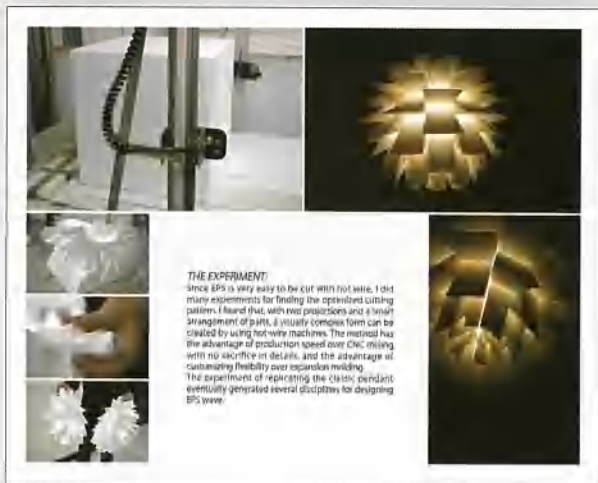 THE EXPERIMENT:
Since EPS is very easy to be cut with hot wire, I did
many experiments for finding the optimized cutting
pattern. I found that, with two projections and a smart
arrangement of parts, a visually complex form can be
created by using hot-wire machines. The method has
the advantage of production speed over CNC milling
with no sacrifice in details, and the advantage of
customizing flexibility over expansion molding.
The experiment of replicating the classic pendant
eventually generated several disciplines for designing
EPS wave.